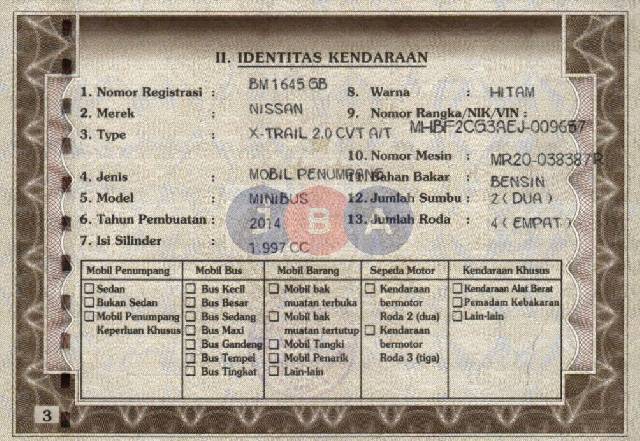 II. IDENTITAS KENDARAAN
1. Nomor Registrasi : BM 1645 GB 8. Warna : HITAM
2. Merek : NISSAN 9. Nomor Rangka/NIK/VIN :
3. Type : X-TRAIL 2.0 CVT A/T MHBF2CG3AEJ-009657
10. Nomor Mesin : MR20-038387R
4. Jenis : MOBIL PENUMPANG 11. Bahan Bakar : BENSIN
5. Model : MINIBUS 12. Jumlah Sumbu : 2 ( DUA )
6. Tahun Pembuatan : 2014 13. Jumlah Roda : 4 ( EMPAT )
7. Isi Silinder : 1.997 CC
B A
Mobil Penumpang Mobil Bus Mobil Barang Sepeda Motor Kendaraan Khusus
Sedan Bus Kecil Mobil bak Kendaraan Kendaraan Alat Berat
Bukan Sedan Bus Besar muatan terbuka bermotor Pemadam Kebakaran
Mobil Penumpang Bus Sedang Mobil bak Roda 2 (dua) Lain-lain
Keperluan Khusus Bus Maxi muatan tertutup Kendaraan
Bus Gandeng Mobil Tangki bermotor
Bus Tempel Mobil Penarik Roda 3 (tiga)
Bus Tingkat Lain-lain
3